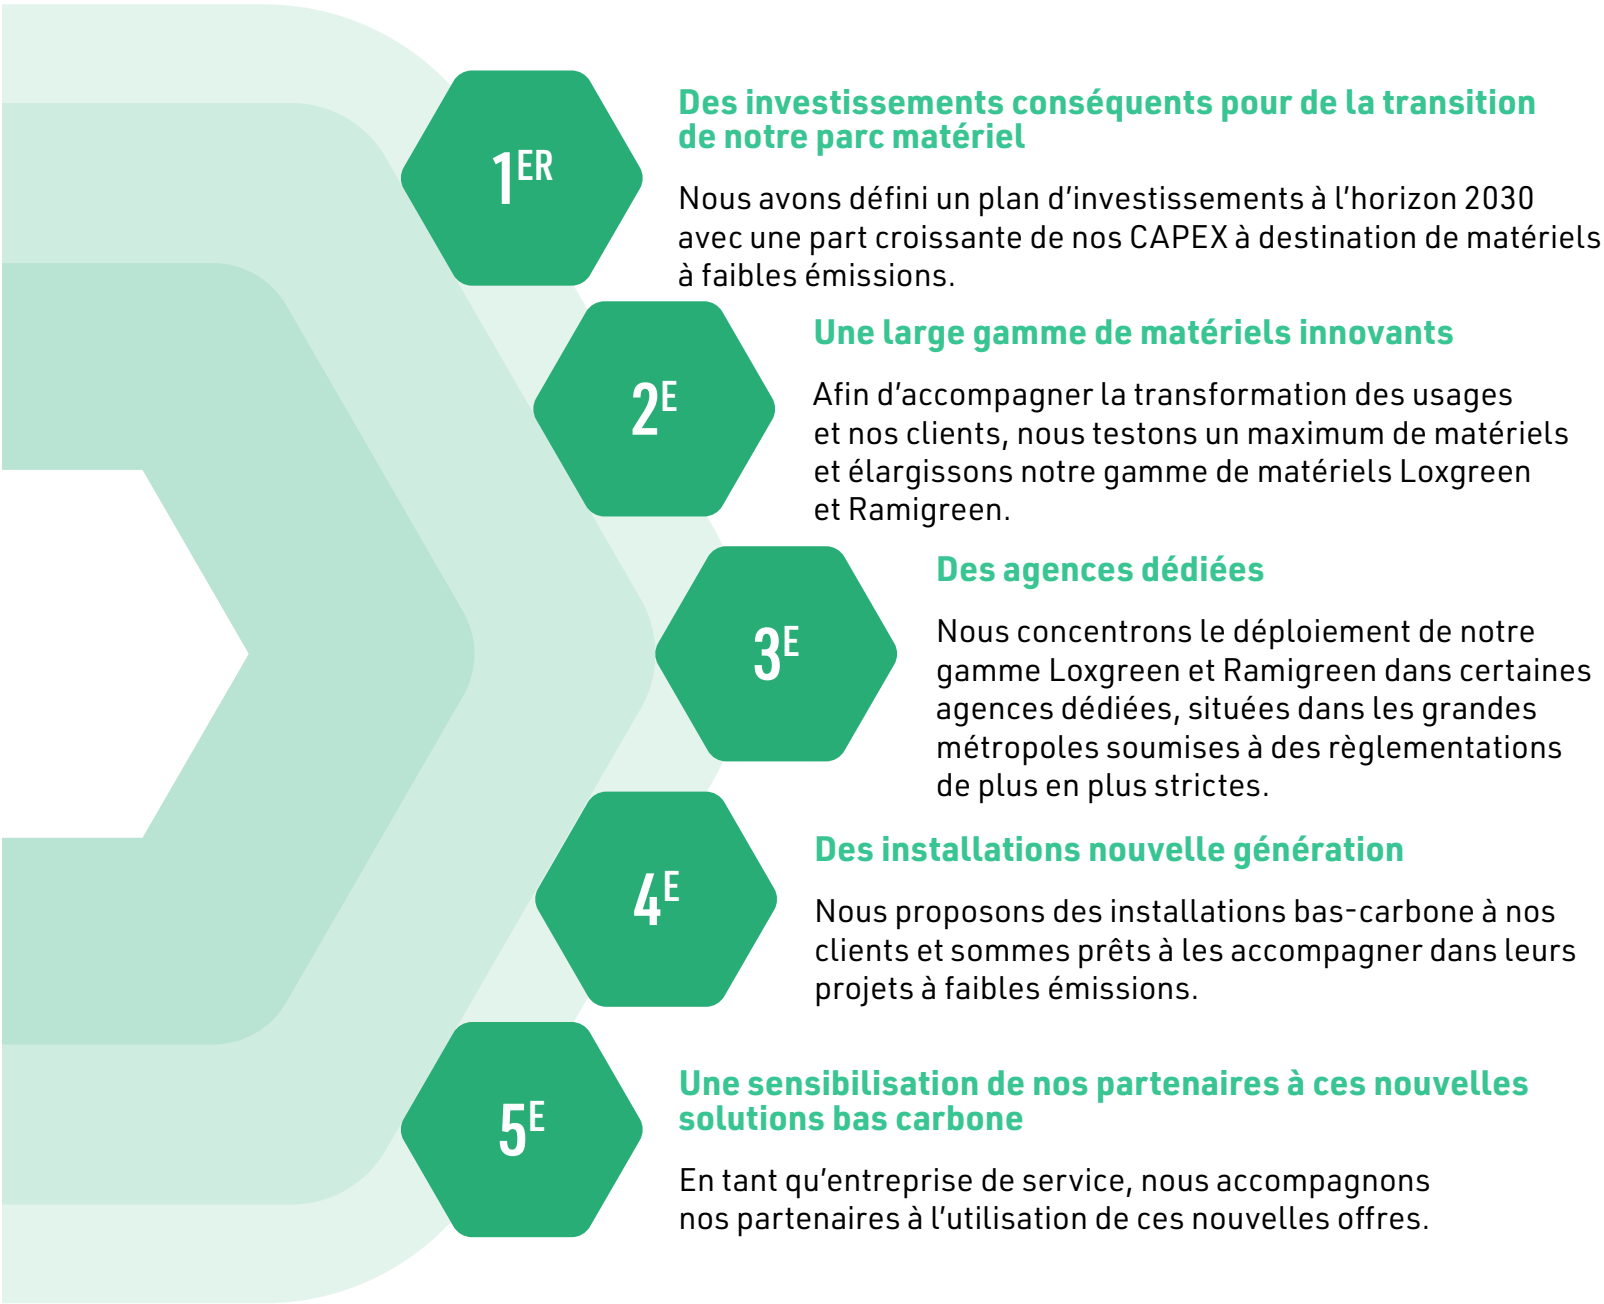 1ER
Des investissements conséquents pour de la transition
de notre parc matériel
Nous avons défini un plan d'investissements à l'horizon 2030
avec une part croissante de nos CAPEX à destination de matériels
à faibles émissions.
2E
Une large gamme de matériels innovants
Afin d'accompagner la transformation des usages
et nos clients, nous testons un maximum de matériels
et élargissons notre gamme de matériels Loxgreen
et Ramigreen.
3E
Des agences dédiées
Nous concentrons le déploiement de notre
gamme Loxgreen et Ramigreen dans certaines
agences dédiées, situées dans les grandes
métropoles soumises à des règlementations
de plus en plus strictes.
4E
Des installations nouvelle génération
Nous proposons des installations bas-carbone à nos
clients et sommes prêts à les accompagner dans leurs
projets à faibles émissions.
5E
Une sensibilisation de nos partenaires à ces nouvelles
solutions bas carbone
En tant qu'entreprise de service, nous accompagnons
nos partenaires à l'utilisation de ces nouvelles offres.